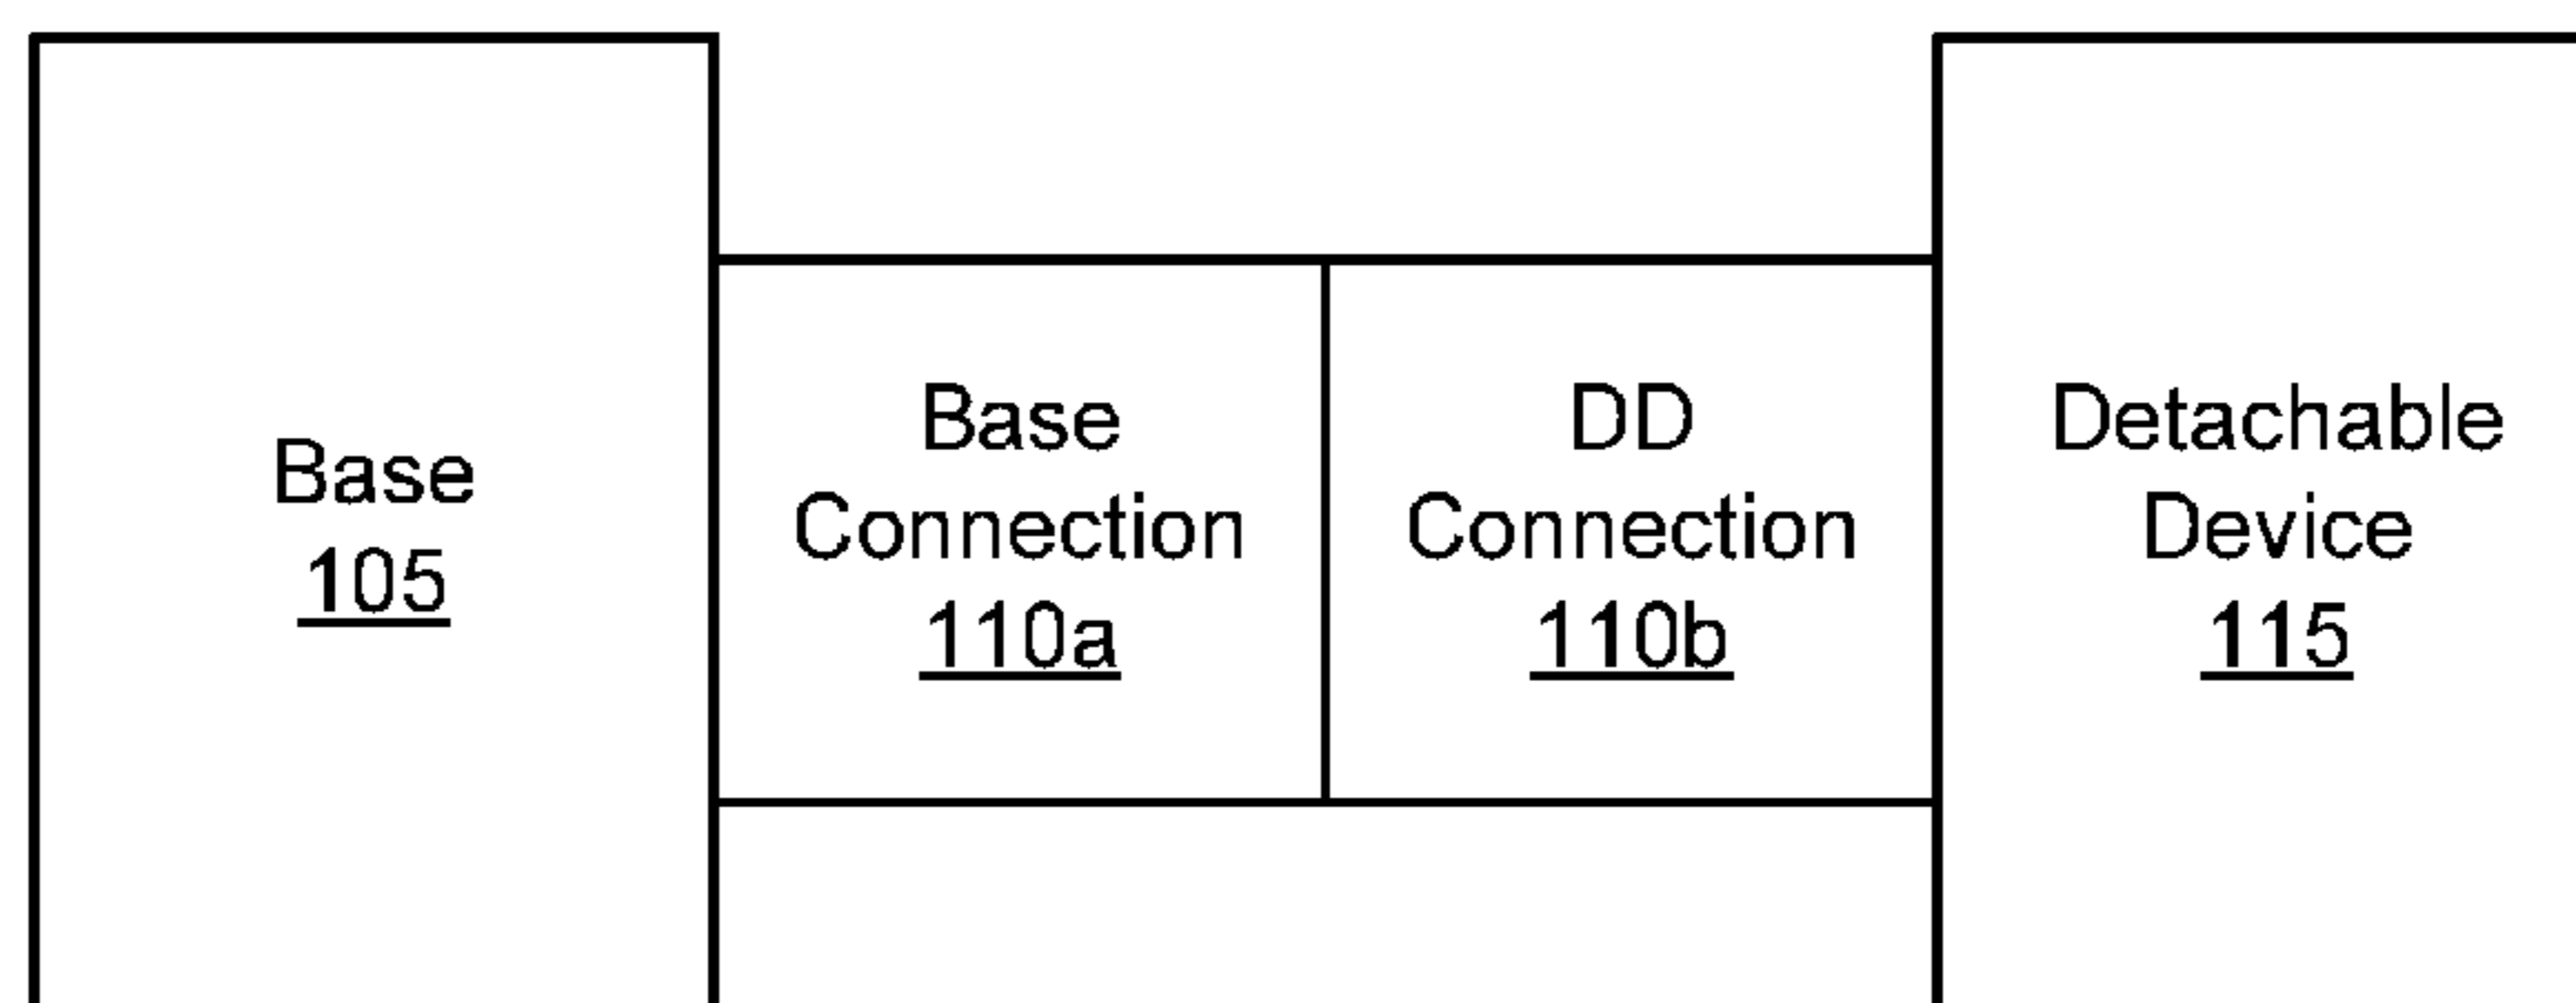 Base
105
Base
Connection
110a
DD
Connection
110b
Detachable
Device
115